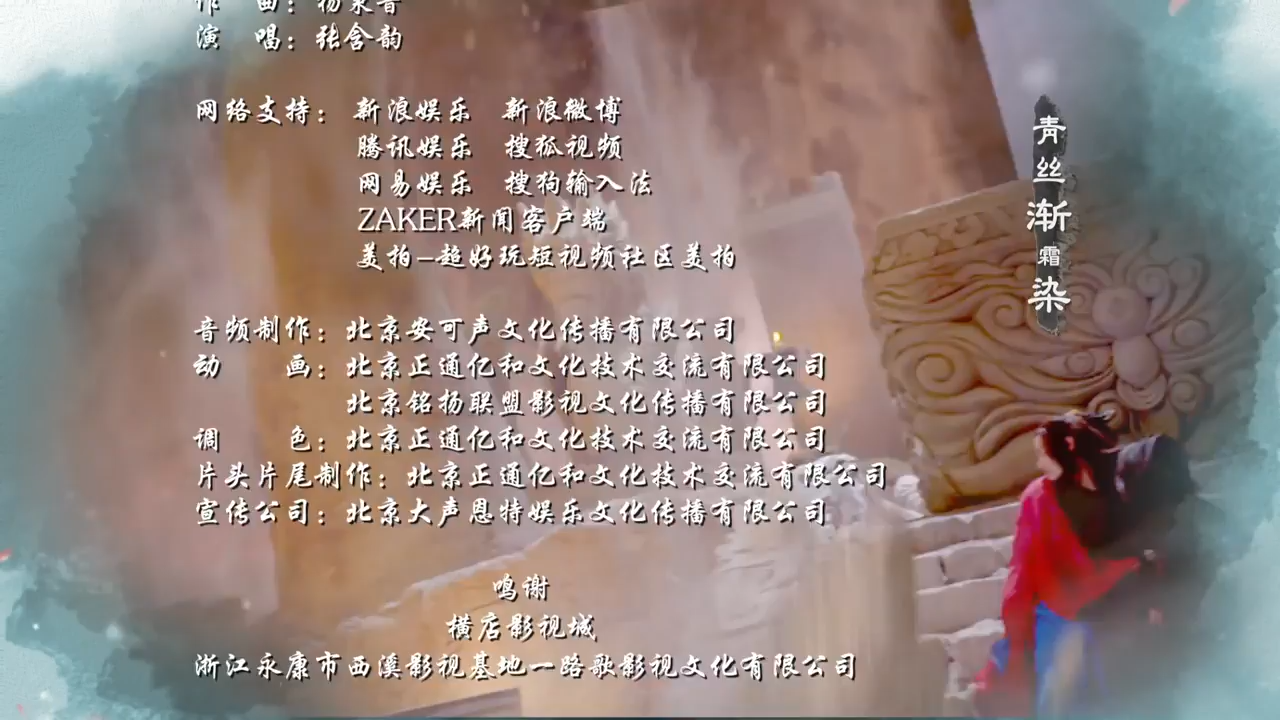 作　曲：杨秉音
演　唱：张含韵
网络支持：　新浪娱乐　新浪微博
腾讯娱乐　搜狐视频
网易娱乐　搜狗输入法
ZAKER新闻客户端
美拍-超好玩短视频社区美拍
音频制作：北京安可声文化传播有限公司
动　　画：北京正通亿和文化技术交流有限公司
北京铭扬联盟影视文化传播有限公司
调　　色：北京正通亿和文化技术交流有限公司
片头片尾制作：北京正通亿和文化技术交流有限公司
宣传公司：北京大声恩特娱乐文化传播有限公司
鸣谢
横店影视城
浙江永康市西溪影视基地一路歌影视文化有限公司
青丝渐霜染